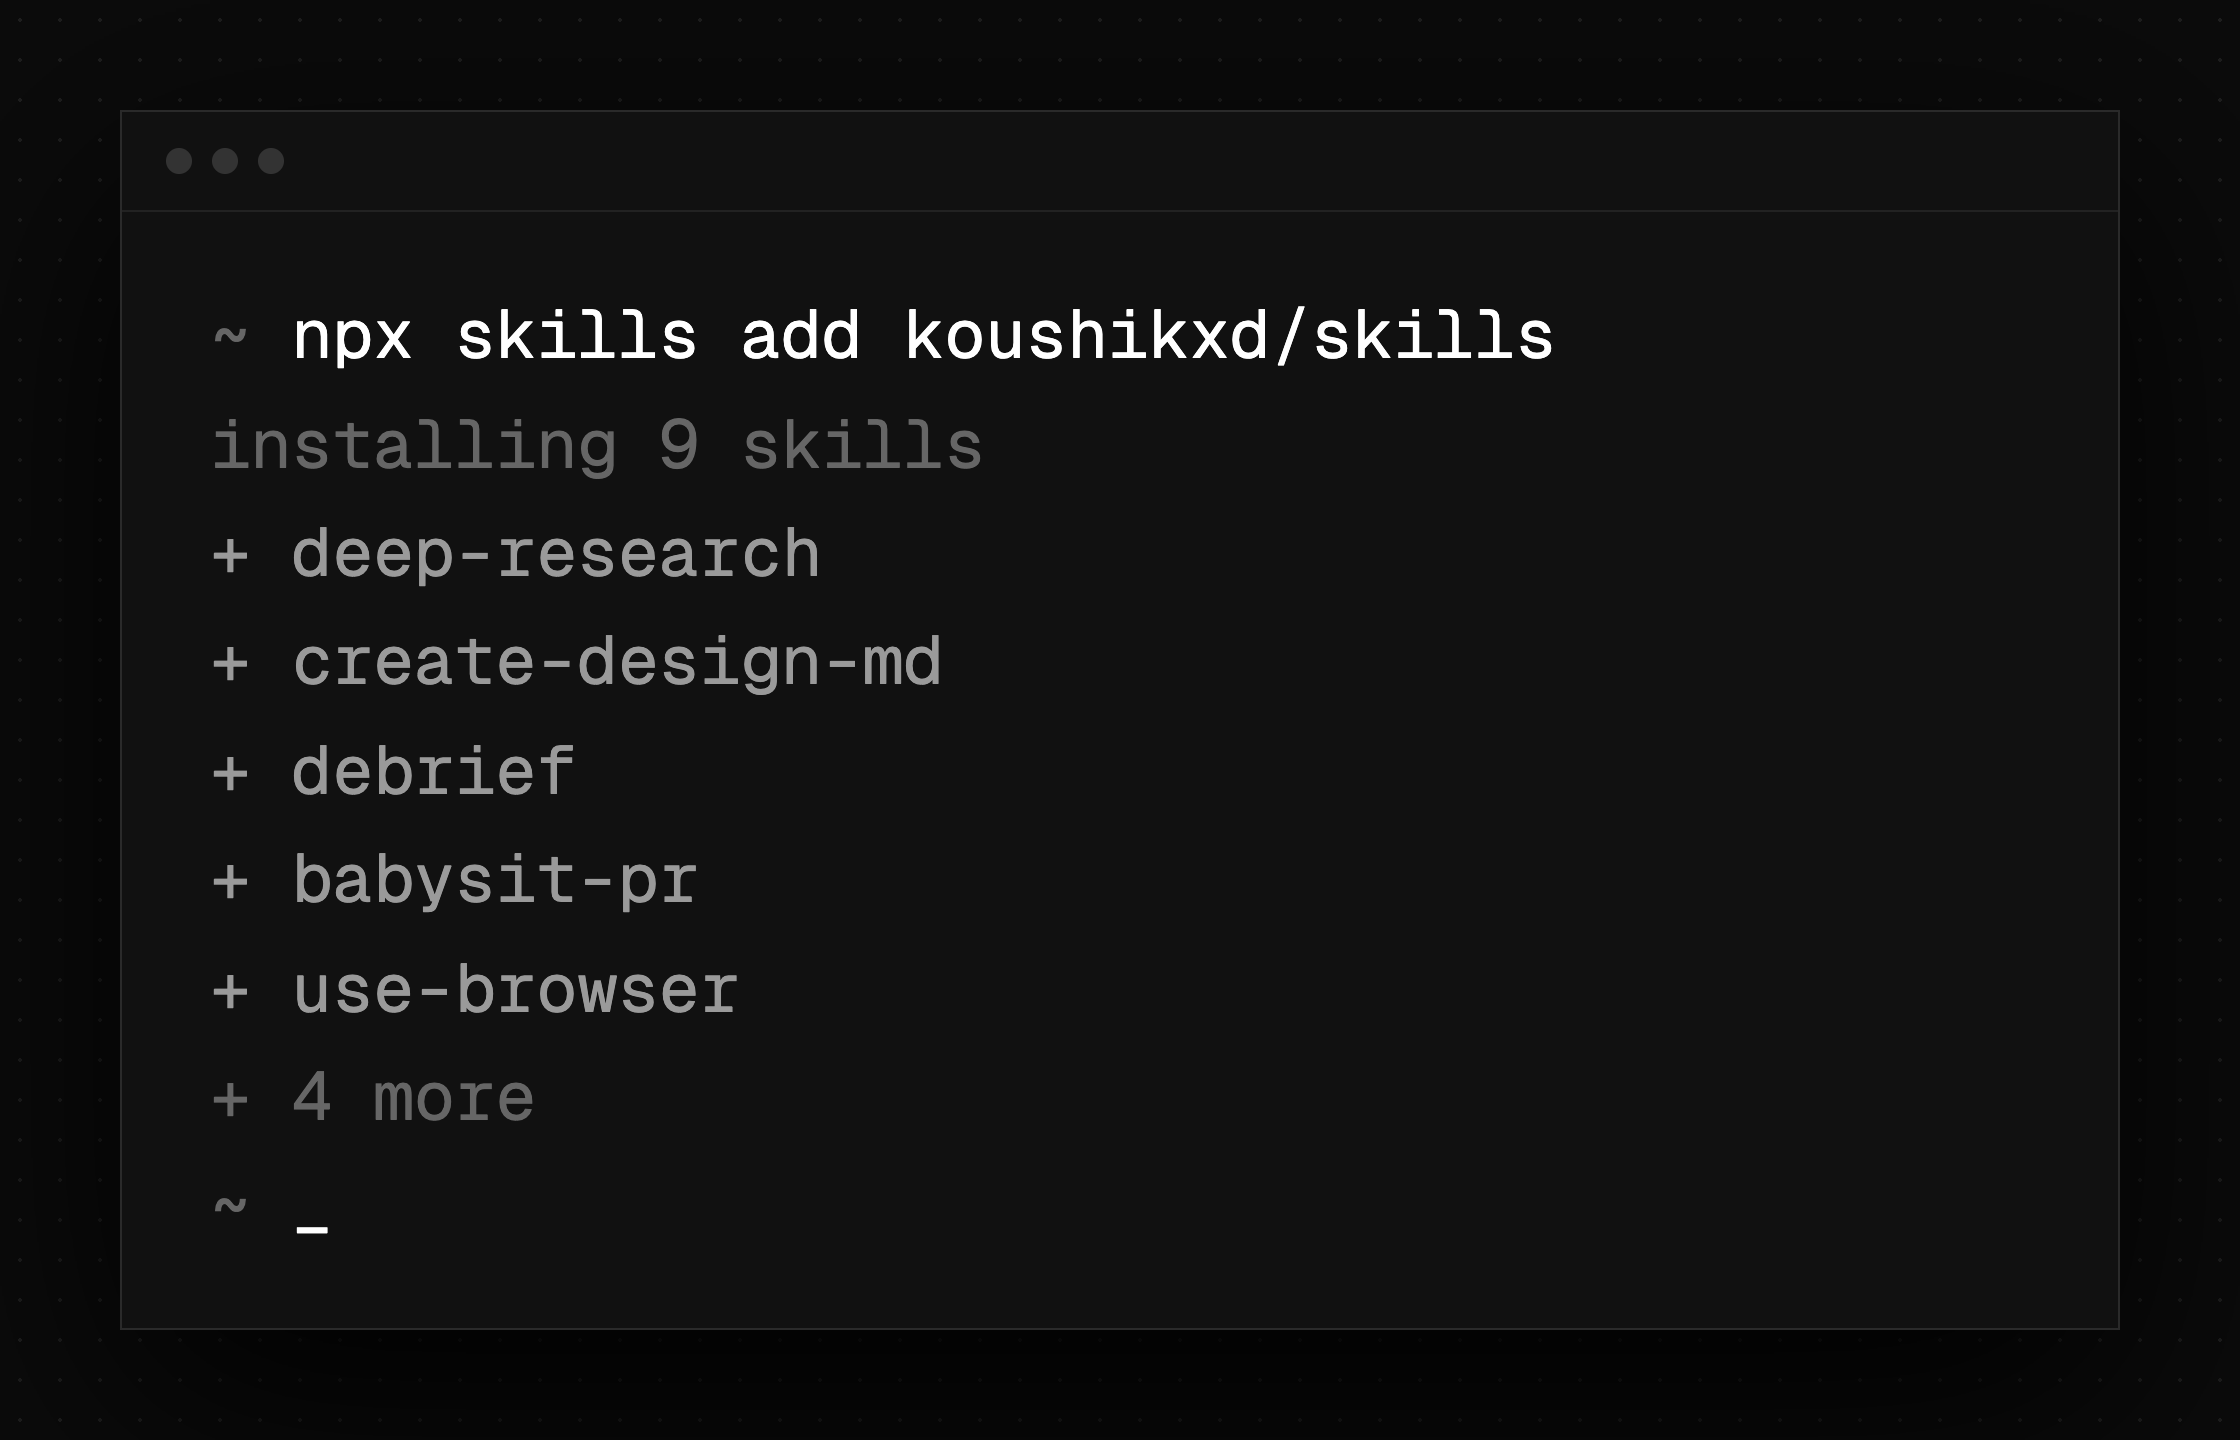 ~ npx skills add koushikxd/skills
installing 9 skills
+ deep-research
+ create-design-md
+ debrief
+ babysit-pr
+ use-browser
+ 4 more
~ _